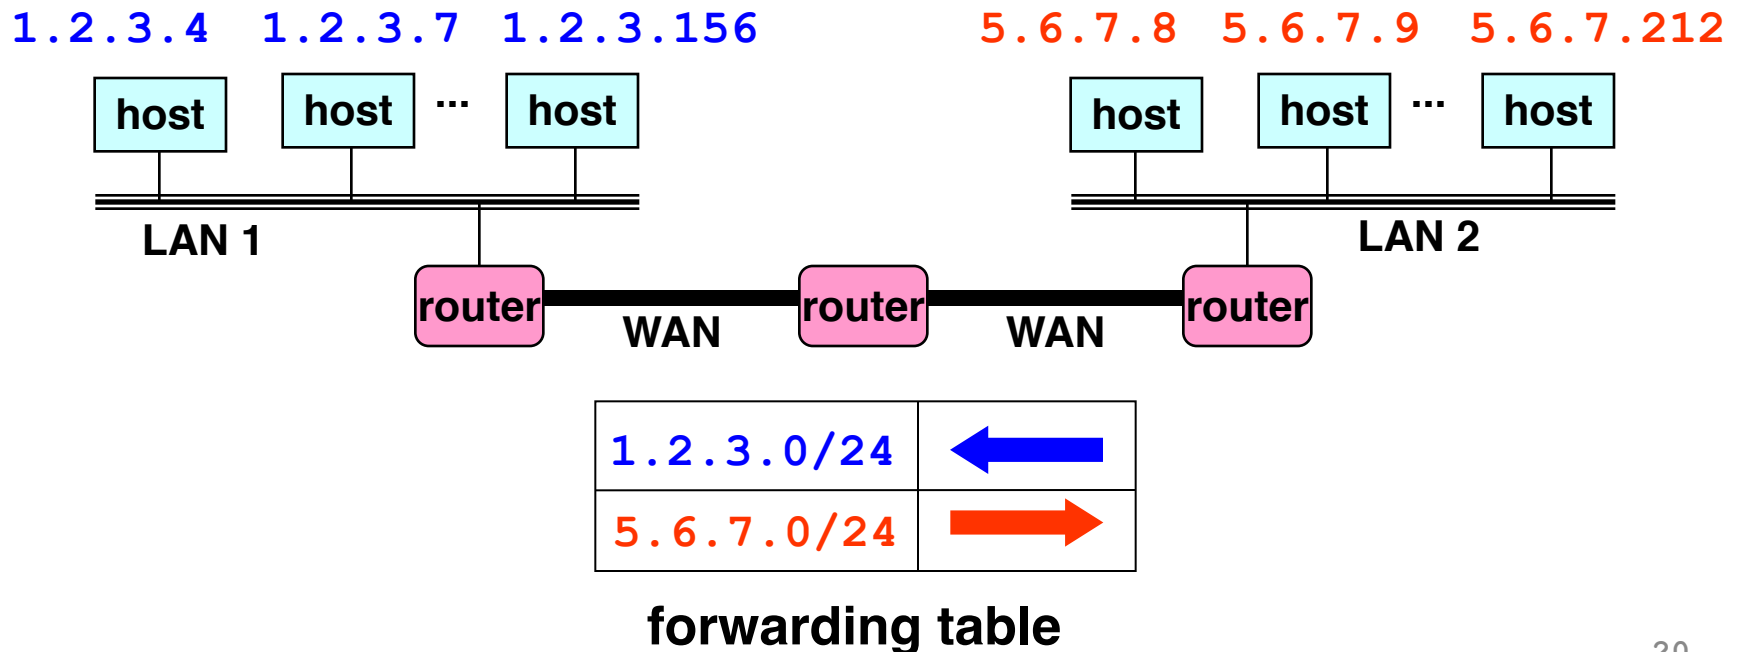 1.2.3.4 1.2.3.7 1.2.3.156 5.6.7.8 5.6.7.9 5.6.7.212
host host ... host host host ... host
LAN 1 LAN 2
router router router
WAN WAN
1.2.3.0/24
5.6.7.0/24
forwarding table